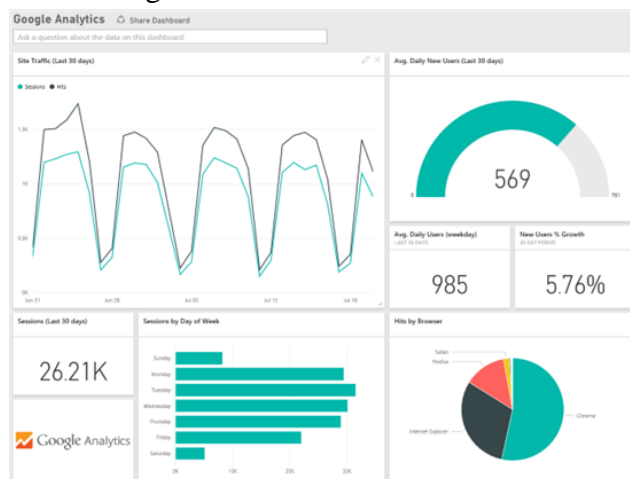 Google Analytics
Share Dashboard
Ask a question about the data on this dashboard
Site Traffic (Last 30 days)
Sessions Hits
1.5K
1K
0.5K
0K
Jun 21 Jun 28 Jul 05 Jul 12 Jul 19
Avg. Daily New Users (Last 30 days)
569
0 781
Avg. Daily Users (weekday)
LAST 30 DAYS
985
New Users % Growth
30 DAY PERIOD
5.76%
Sessions (Last 30 days)
26.21K
Google Analytics
Sessions by Day of Week
Sunday
Monday
Tuesday
Wednesday
Thursday
Friday
Saturday
0K 10K 20K 30K
Hits by Browser
Safari
Firefox
Internet Explorer
Chrome